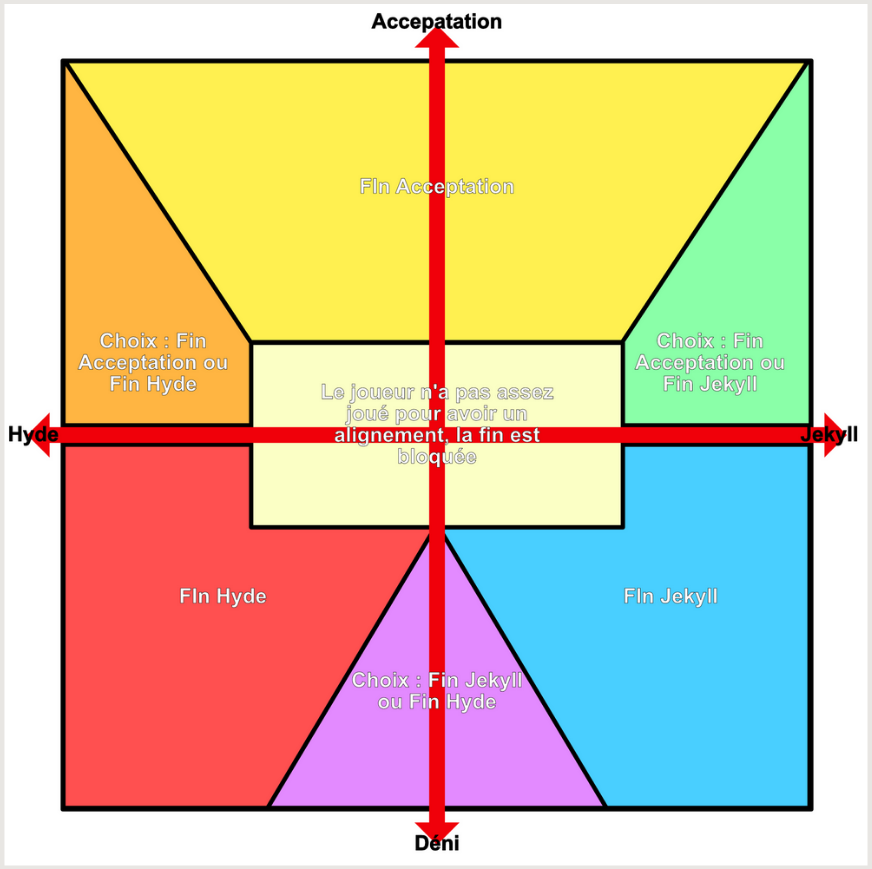 Accepatation
FIn Acceptation
Choix : Fin
Acceptation ou
Fin Hyde
Choix : Fin
Acceptation ou
Fin Jekyll
Le joueur n'a pas assez
joué pour avoir un
alignement, la fin est
bloquée
Hyde
Jekyll
FIn Hyde
FIn Jekyll
Choix : Fin Jekyll
ou Fin Hyde
Déni